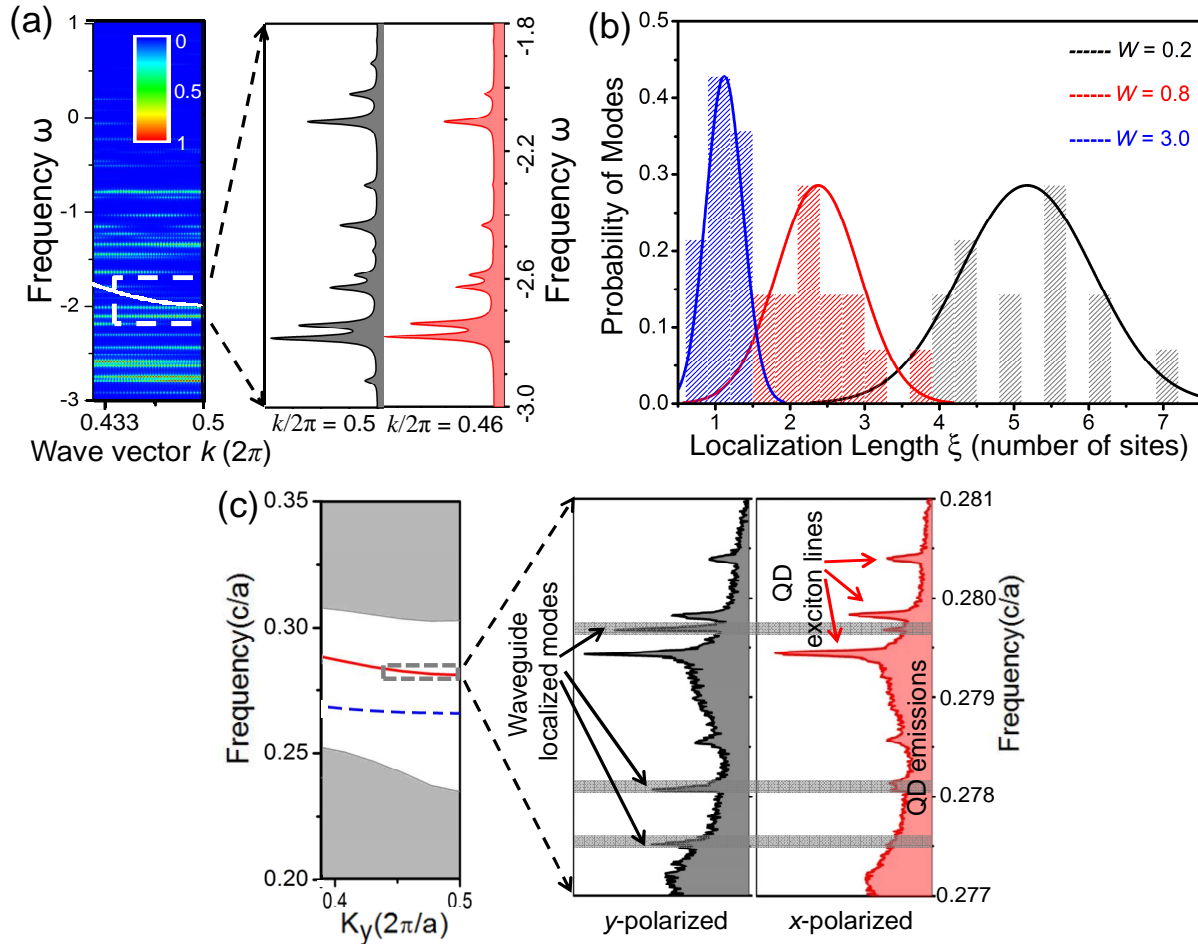 (a)
1
0
-1
-2
-3
Frequency ω
0
0.5
1
0.433
0.5
Wave vector k (2π)
k/2π = 0.5
k/2π = 0.46
-1.8
-2.2
-2.6
-3.0
Frequency ω
(b)
0.5
0.4
0.3
0.2
0.1
0.0
Probability of Modes
W = 0.2
W = 0.8
W = 3.0
1 2 3 4 5 6 7
Localization Length ξ (number of sites)
(c)
0.35
0.30
0.25
0.20
Frequency(c/a)
0.4
0.5
Ky(2π/a)
Waveguide
localized modes
y-polarized
QD
exciton lines
QD emissions
x-polarized
0.281
0.280
0.279
0.278
0.277
Frequency(c/a)